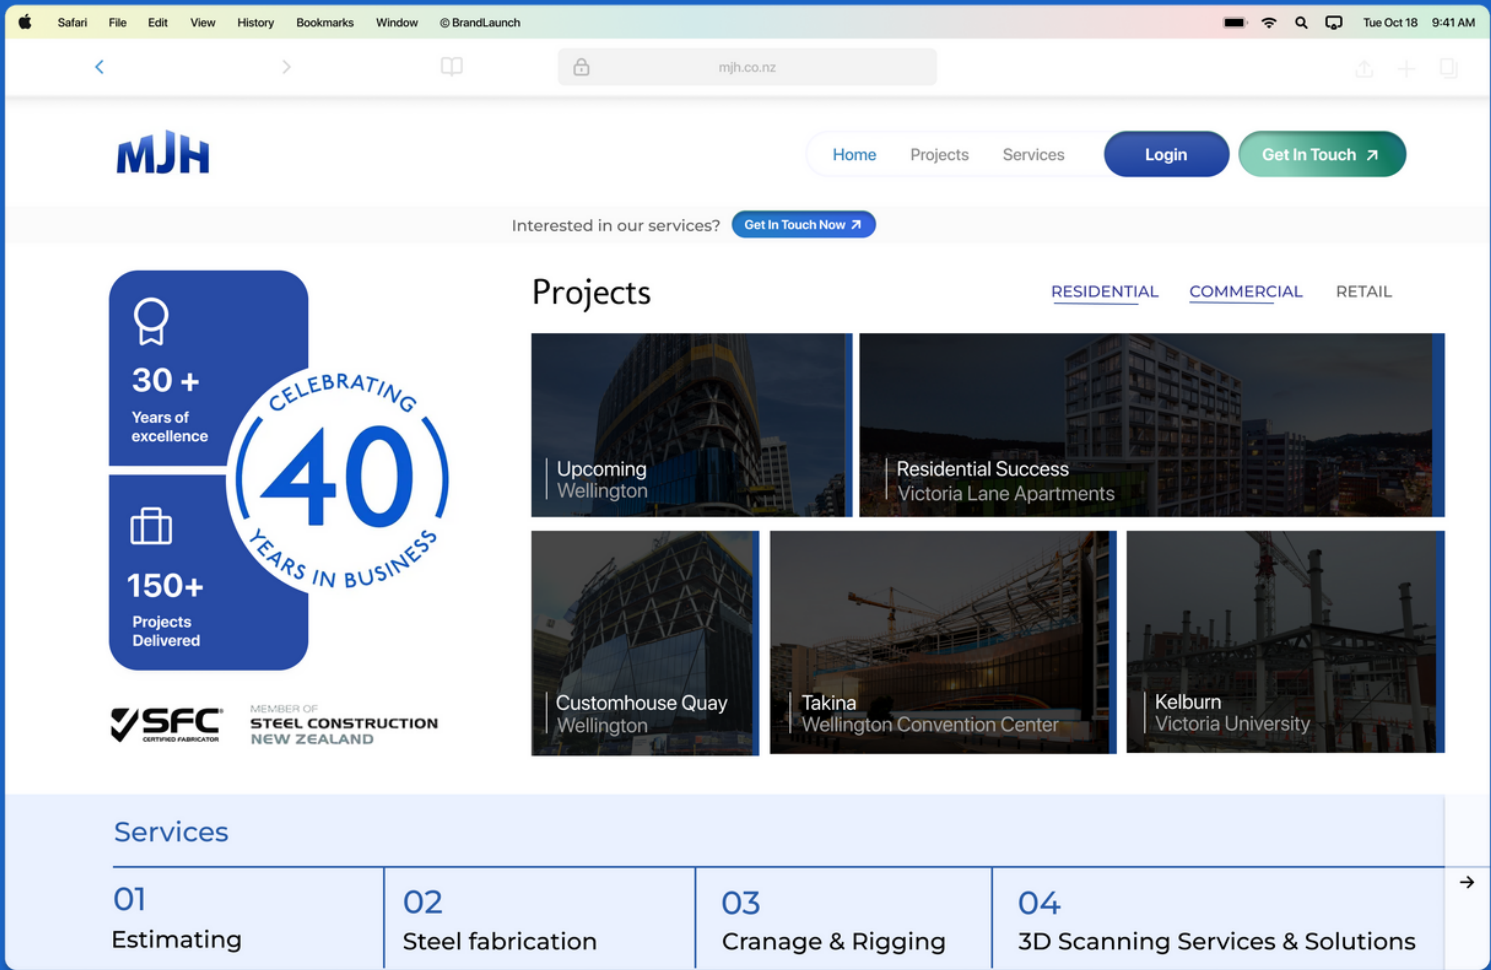 Safari File Edit View History Bookmarks Window © BrandLaunch Tue Oct 18 9:41 AM
mjh.co.nz
MJH
Home Projects Services Login Get In Touch
Interested in our services? Get In Touch Now
30 +
Years of
excellence
150+
Projects
Delivered
CELEBRATING
40
YEARS IN BUSINESS
SFC
CERTIFIED FABRICATOR
MEMBER OF
STEEL CONSTRUCTION
NEW ZEALAND
Projects RESIDENTIAL COMMERCIAL RETAIL
Upcoming
Wellington
Residential Success
Victoria Lane Apartments
Customhouse Quay
Wellington
Takina
Wellington Convention Center
Kelburn
Victoria University
Services
01
Estimating
02
Steel fabrication
03
Cranage & Rigging
04
3D Scanning Services & Solutions